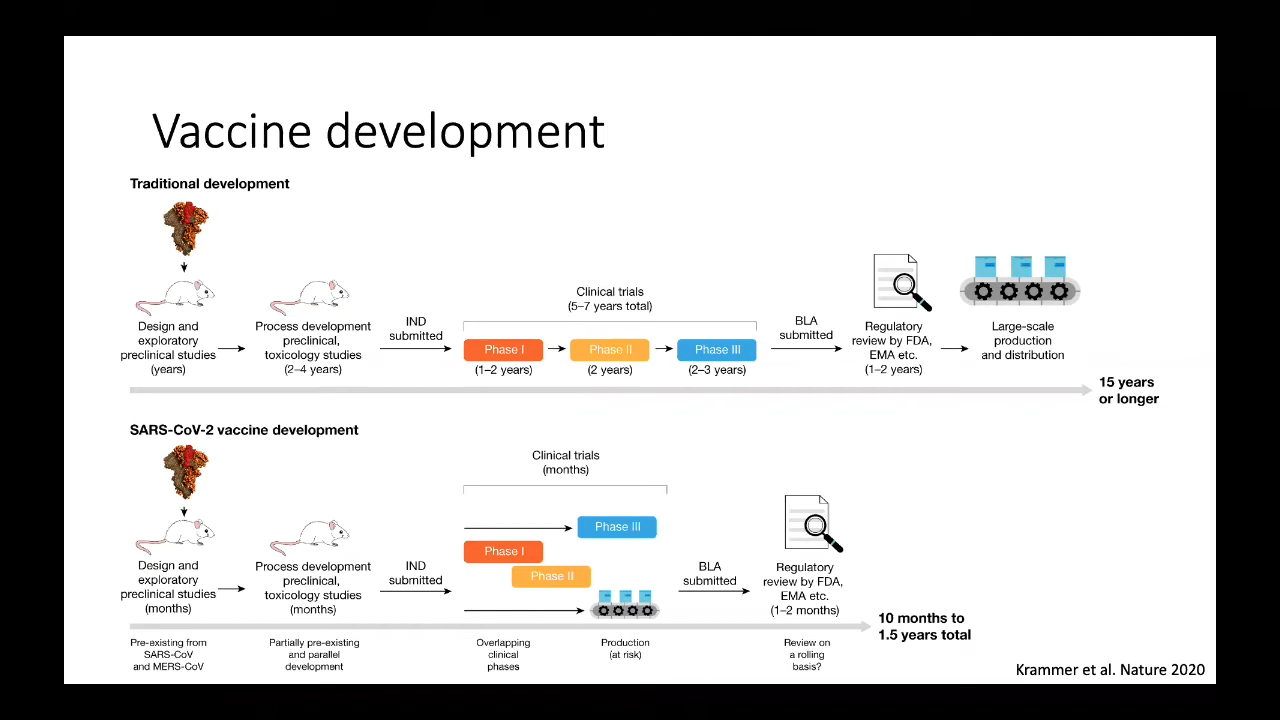 Vaccine development
Traditional development
Design and
exploratory
preclinical studies
(years)
Process development
preclinical,
toxicology studies
(2–4 years)
IND
submitted
Clinical trials
(5–7 years total)
Phase I
(1–2 years)
Phase II
(2 years)
Phase III
(2–3 years)
BLA
submitted
Regulatory
review by FDA,
EMA etc.
(1–2 years)
Large-scale
production
and distribution
15 years
or longer
SARS-CoV-2 vaccine development
Design and
exploratory
preclinical studies
(months)
Process development
preclinical,
toxicology studies
(months)
IND
submitted
Clinical trials
(months)
Phase III
Phase I
Phase II
BLA
submitted
Regulatory
review by FDA,
EMA etc.
(1–2 months)
10 months to
1.5 years total
Pre-existing from
SARS-CoV
and MERS-CoV
Partially pre-existing
and parallel
development
Overlapping
clinical
phases
Production
(at risk)
Review on
a rolling
basis?
Krammer et al. Nature 2020